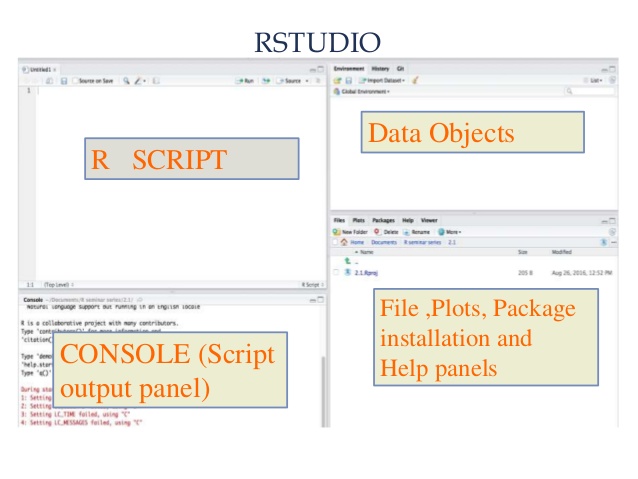 RSTUDIO
Untitled1 ×
Source on Save
Run
Source
1
R SCRIPT
1:1 (Top Level)
R Script
Environment History Git
Import Dataset
List
Global Environment
Data Objects
Files Plots Packages Help Viewer
New Folder Delete Rename More
Home Documents R seminar series 2.1
Name Size Modified
..
2.1.Rproj 205 B Aug 26, 2016, 12:52 PM
File ,Plots, Package
installation and
Help panels
Console ~/Documents/R seminar series/2.1/
Natural language support but running in an English locale
R is a collaborative project with many contributors.
Type 'contributors()' for more information and
'citation(
Type 'demo
'help.star
Type 'q()'
CONSOLE (Script
output panel)
During sta
1: Setting
2: Setting
3: Setting LC_TIME failed, using "C"
4: Setting LC_MESSAGES failed, using "C"